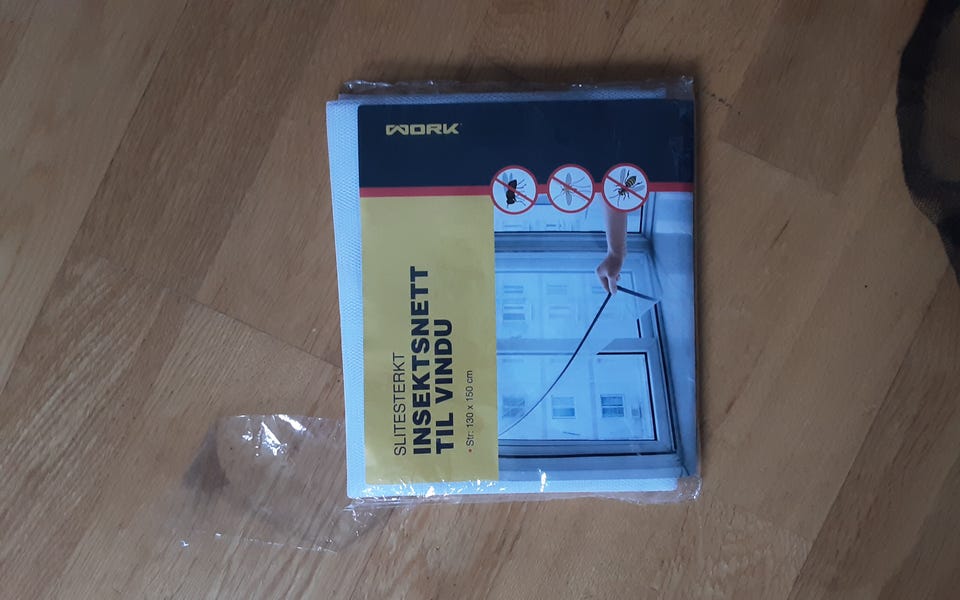 WORK
SLITESTERKT
INSEKTSNETT
TIL VINDU
• Str: 130 x 150 cm